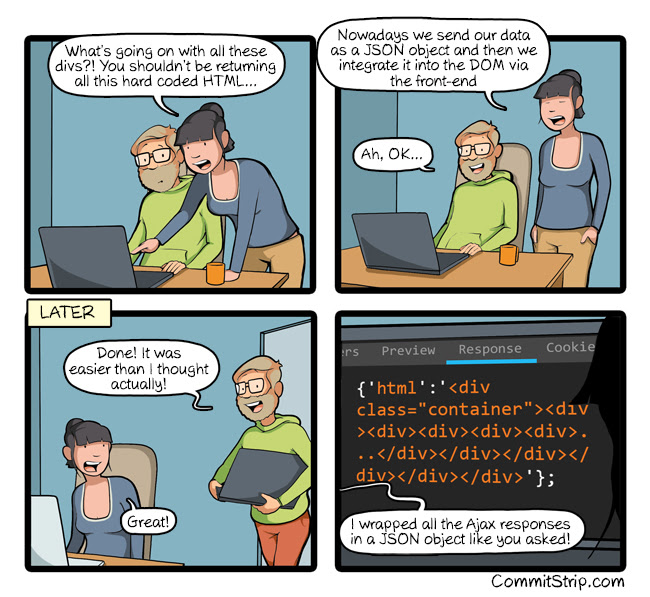 What's going on with all these
divs?! You shouldn't be returning
all this hard coded HTML...
Nowadays we send our data
as a JSON object and then we
integrate it into the DOM via
the front-end
Ah, OK...
LATER
Done! It was
easier than I thought
actually!
Great!
ers Preview Response Cookie
{'html':'<div
class="container"><div
><div><div><div><div>.
..</div></div></div></
div></div></div>'};
I wrapped all the Ajax responses
in a JSON object like you asked!
CommitStrip.com